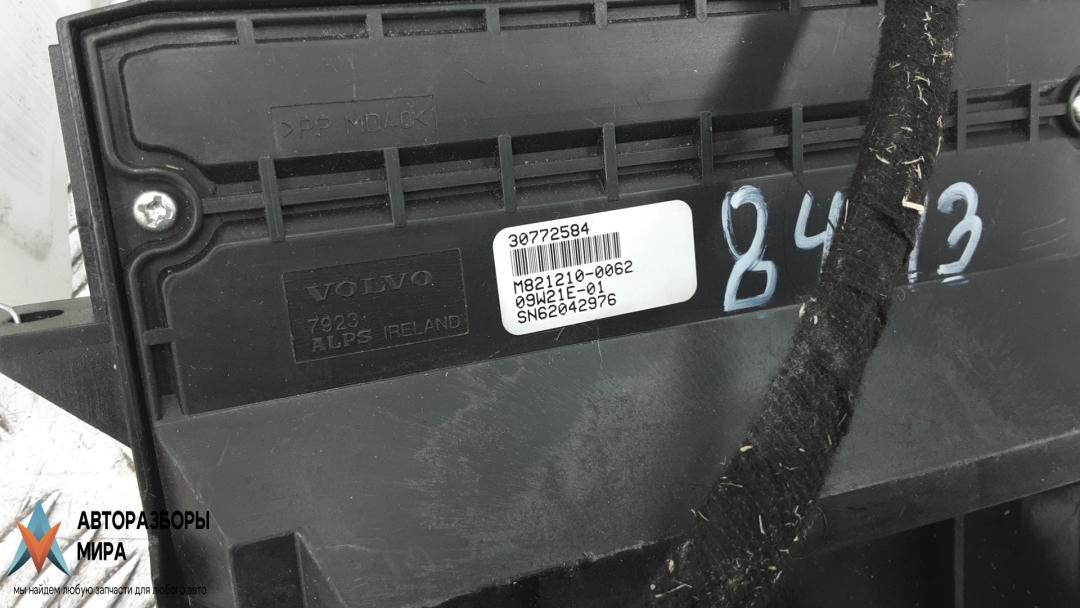 >PP MD40<
VOLVO
7923
ALPS IRELAND
30772584
M821210-0062
09W21E-01
SN62042976
АВТОРАЗБОРЫ
МИРА
мы найдем любую запчасти для любого авто